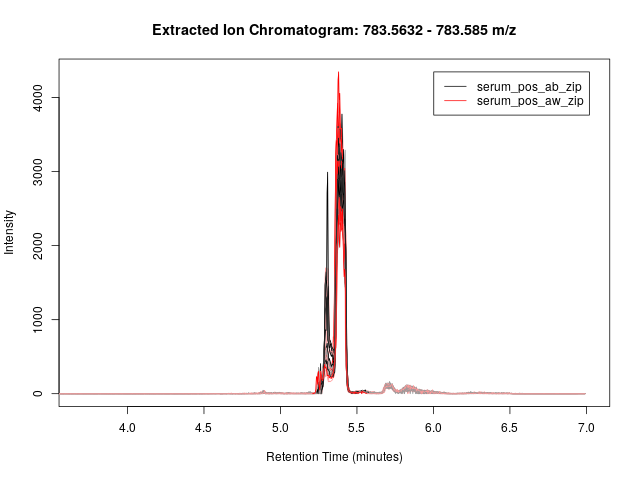 Extracted Ion Chromatogram: 783.5632 - 783.585 m/z
serum_pos_ab_zip
serum_pos_aw_zip
Intensity
4000
3000
2000
1000
0
4.0 4.5 5.0 5.5 6.0 6.5 7.0
Retention Time (minutes)